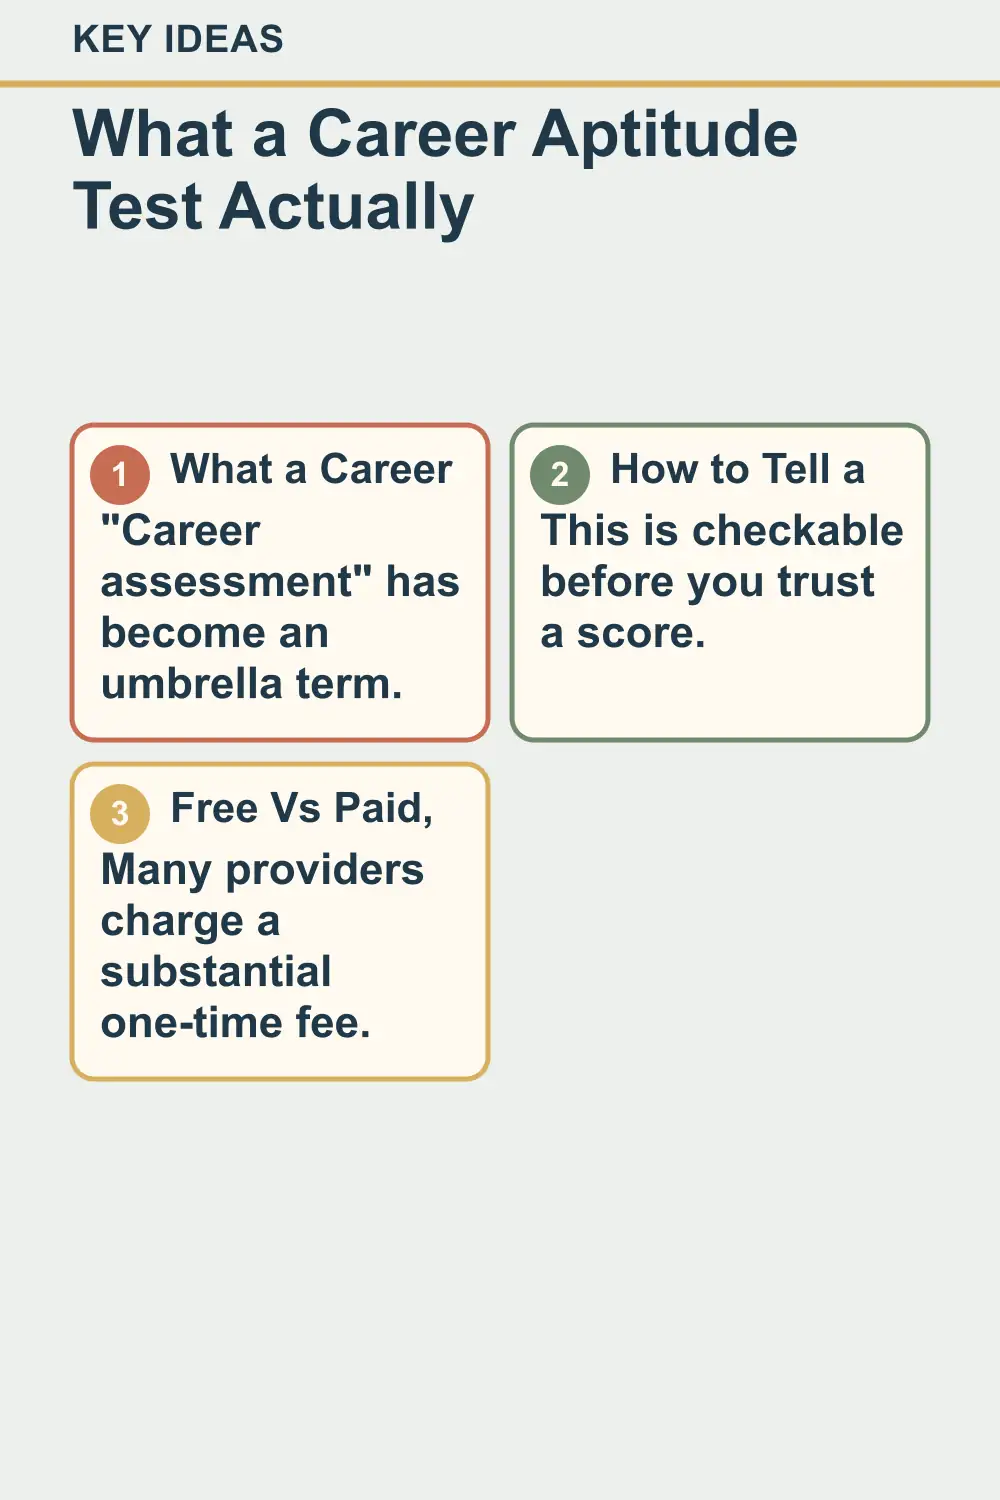 KEY IDEAS
What a Career Aptitude
Test Actually
1 What a Career
"Career
assessment" has
become an
umbrella term.
2 How to Tell a
This is checkable
before you trust
a score.
3 Free Vs Paid,
Many providers
charge a
substantial
one-time fee.